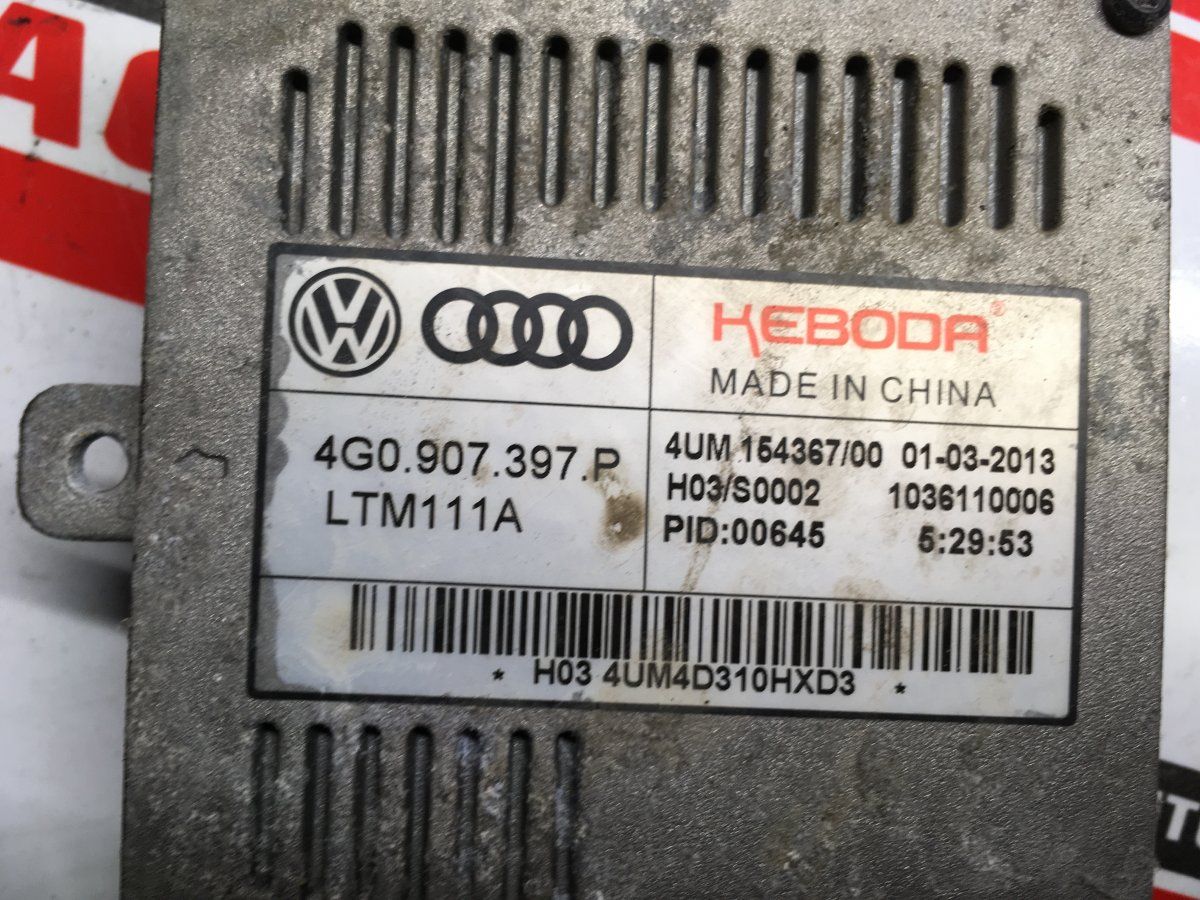 KEBODA®
MADE IN CHINA
4G0.907.397.P
LTM111A
4UM 154367/00 01-03-2013
H03/S0002 1036110006
PID:00645 5:29:53
* H03 4UM4D310HXD3 *